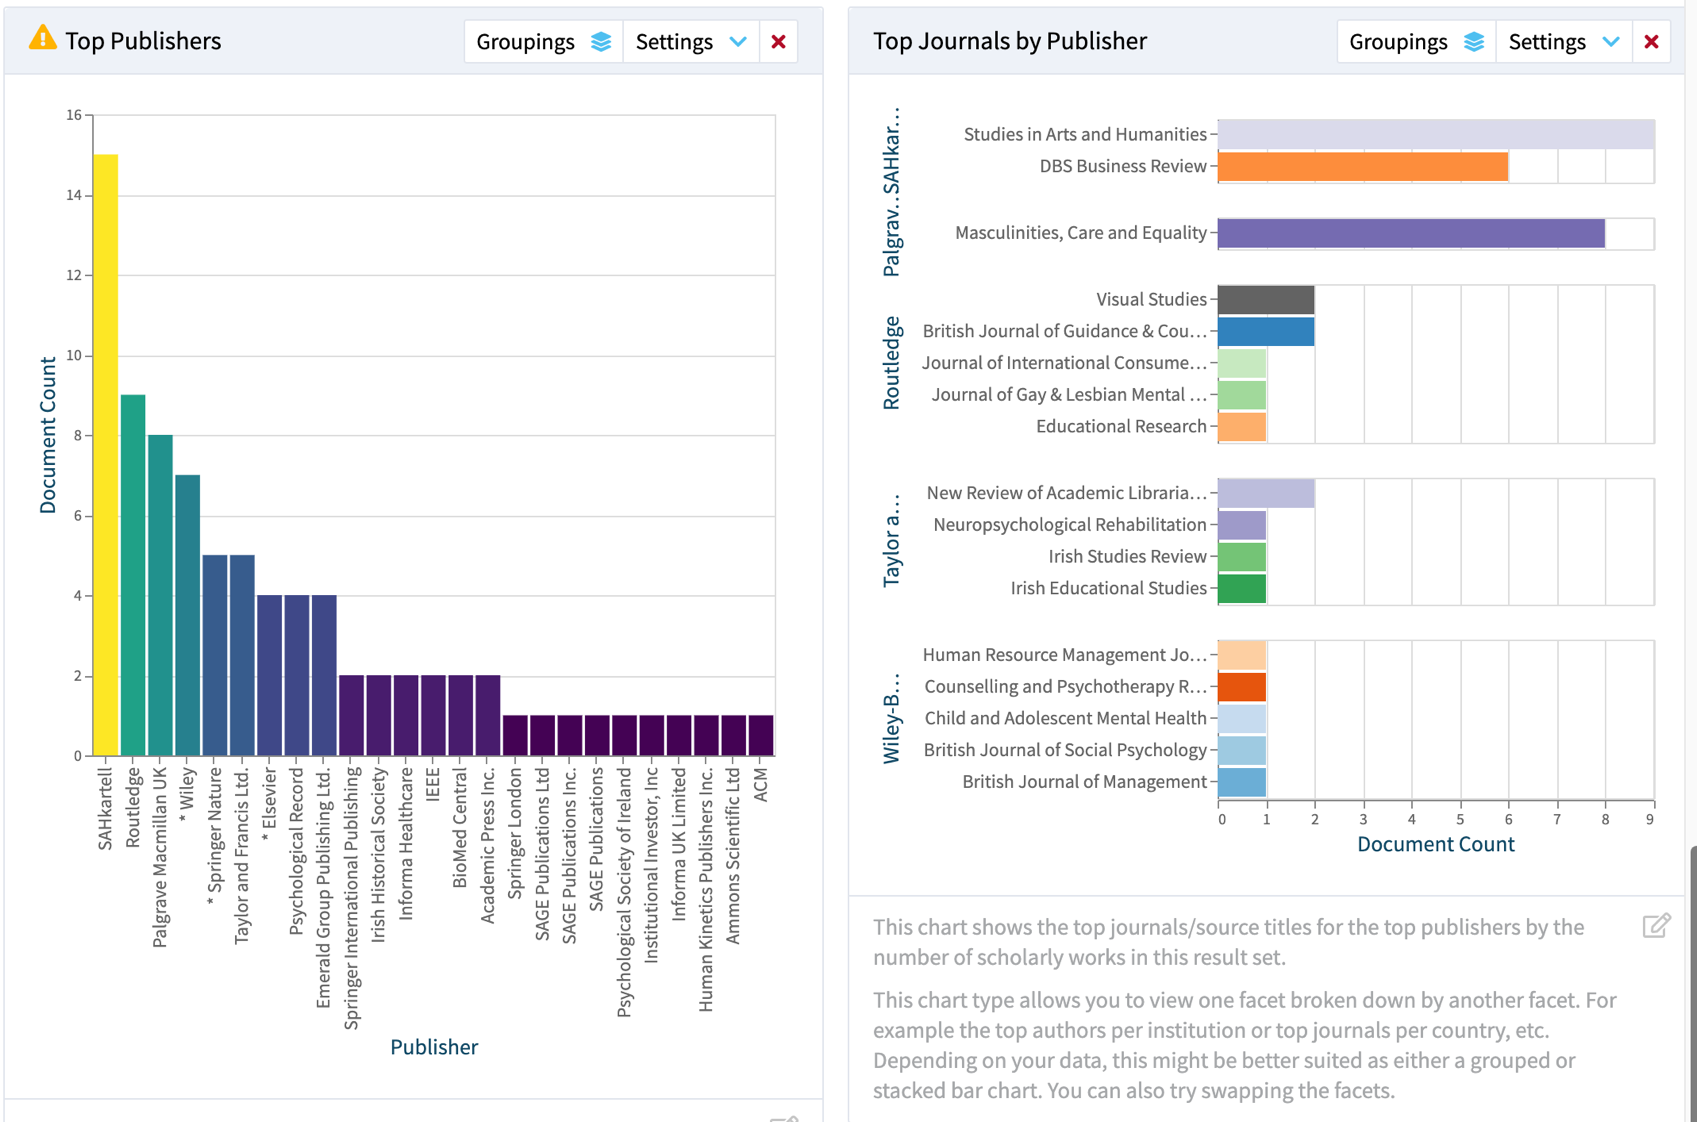 Top Publishers
Groupings
Settings
16
14
12
10
8
6
4
2
0
Document Count
SAHkartell
Routledge
Palgrave Macmillan UK
* Wiley
* Springer Nature
Taylor and Francis Ltd.
* Elsevier
Psychological Record
Emerald Group Publishing Ltd.
Springer International Publishing
Irish Historical Society
Informa Healthcare
IEEE
BioMed Central
Academic Press Inc.
Springer London
SAGE Publications Ltd
SAGE Publications Inc.
SAGE Publications
Psychological Society of Ireland
Institutional Investor, Inc
Informa UK Limited
Human Kinetics Publishers Inc.
Ammons Scientific Ltd
ACM
Publisher
Top Journals by Publisher
Groupings
Settings
SAHkar...
Studies in Arts and Humanities
DBS Business Review
Palgrav...
Masculinities, Care and Equality
Routledge
Visual Studies
British Journal of Guidance & Cou...
Journal of International Consume...
Journal of Gay & Lesbian Mental ...
Educational Research
Taylor a...
New Review of Academic Libraria...
Neuropsychological Rehabilitation
Irish Studies Review
Irish Educational Studies
Wiley-B...
Human Resource Management Jo...
Counselling and Psychotherapy R...
Child and Adolescent Mental Health
British Journal of Social Psychology
British Journal of Management
0 1 2 3 4 5 6 7 8 9
Document Count
This chart shows the top journals/source titles for the top publishers by the
number of scholarly works in this result set.
This chart type allows you to view one facet broken down by another facet. For
example the top authors per institution or top journals per country, etc.
Depending on your data, this might be better suited as either a grouped or
stacked bar chart. You can also try swapping the facets.